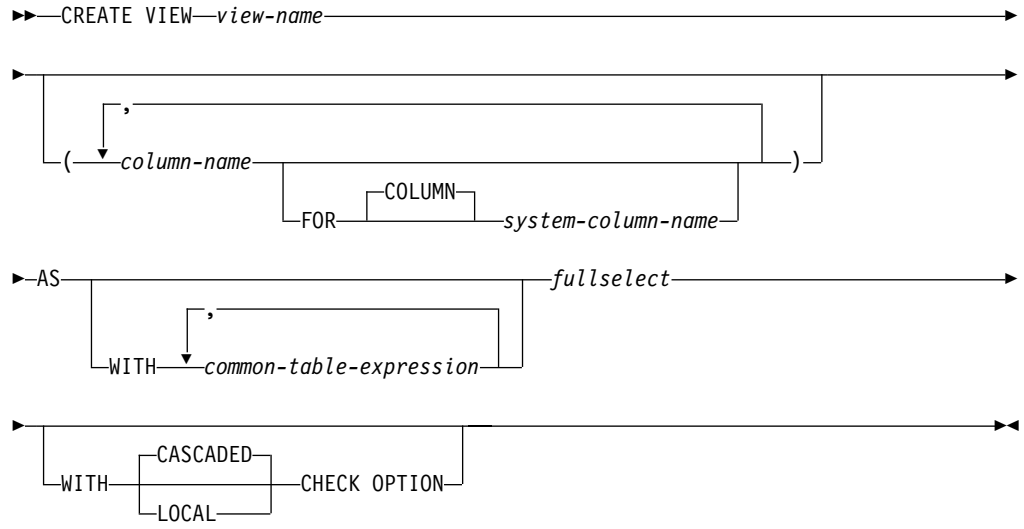 CREATE VIEW view-name
,
( column-name )
COLUMN
FOR system-column-name
AS fullselect
,
WITH common-table-expression
CASCADED
WITH CHECK OPTION
LOCAL